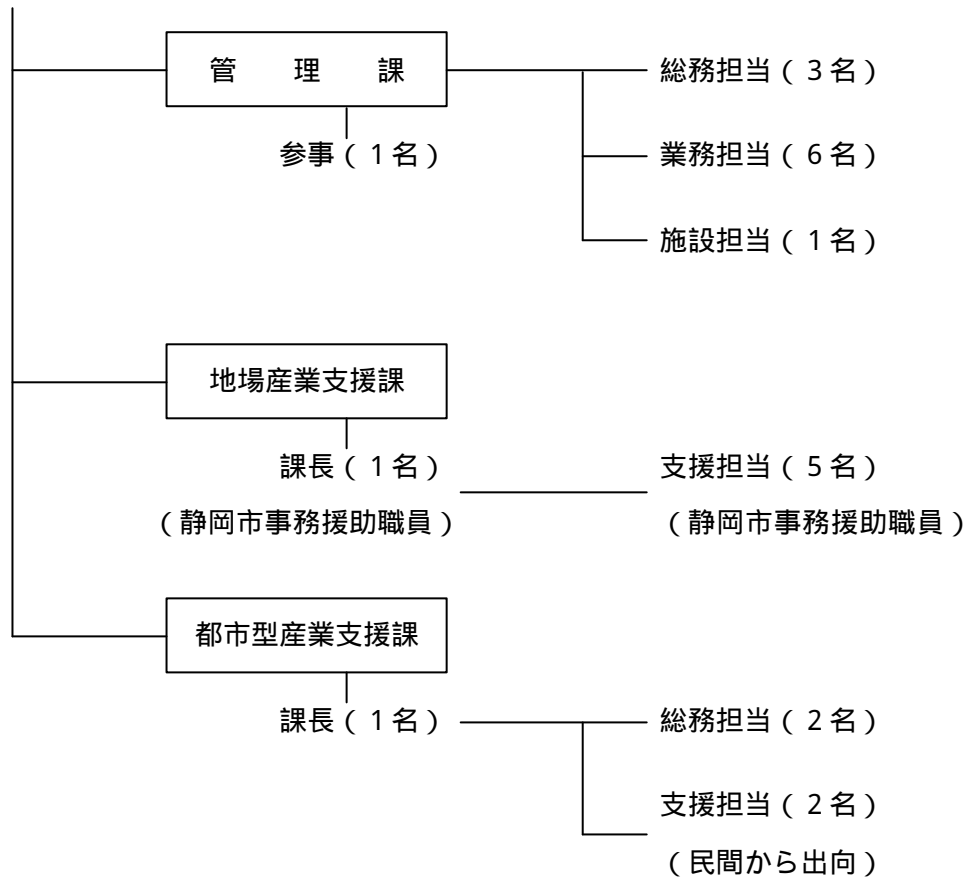 管理課
総務担当（3名）
参事（1名）
業務担当（6名）
施設担当（1名）
地場産業支援課
課長（1名）
支援担当（5名）
（静岡市事務援助職員）
（静岡市事務援助職員）
都市型産業支援課
課長（1名）
総務担当（2名）
支援担当（2名）
（民間から出向）